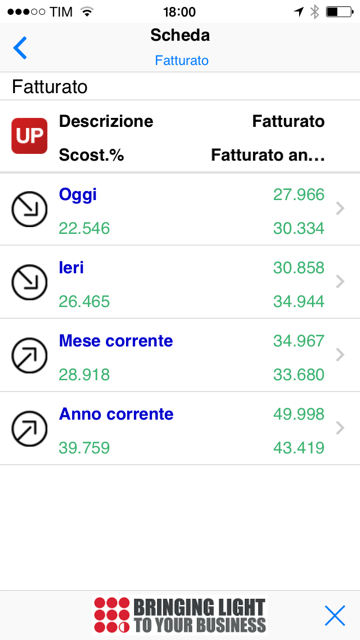 TIM 18:00
Scheda
Fatturato
Fatturato
UP
Descrizione Fatturato
Scost.% Fatturato an...
Oggi 27.966
22.546 30.334
Ieri 30.858
26.465 34.944
Mese corrente 34.967
28.918 33.680
Anno corrente 49.998
39.759 43.419
BRINGING LIGHT
TO YOUR BUSINESS